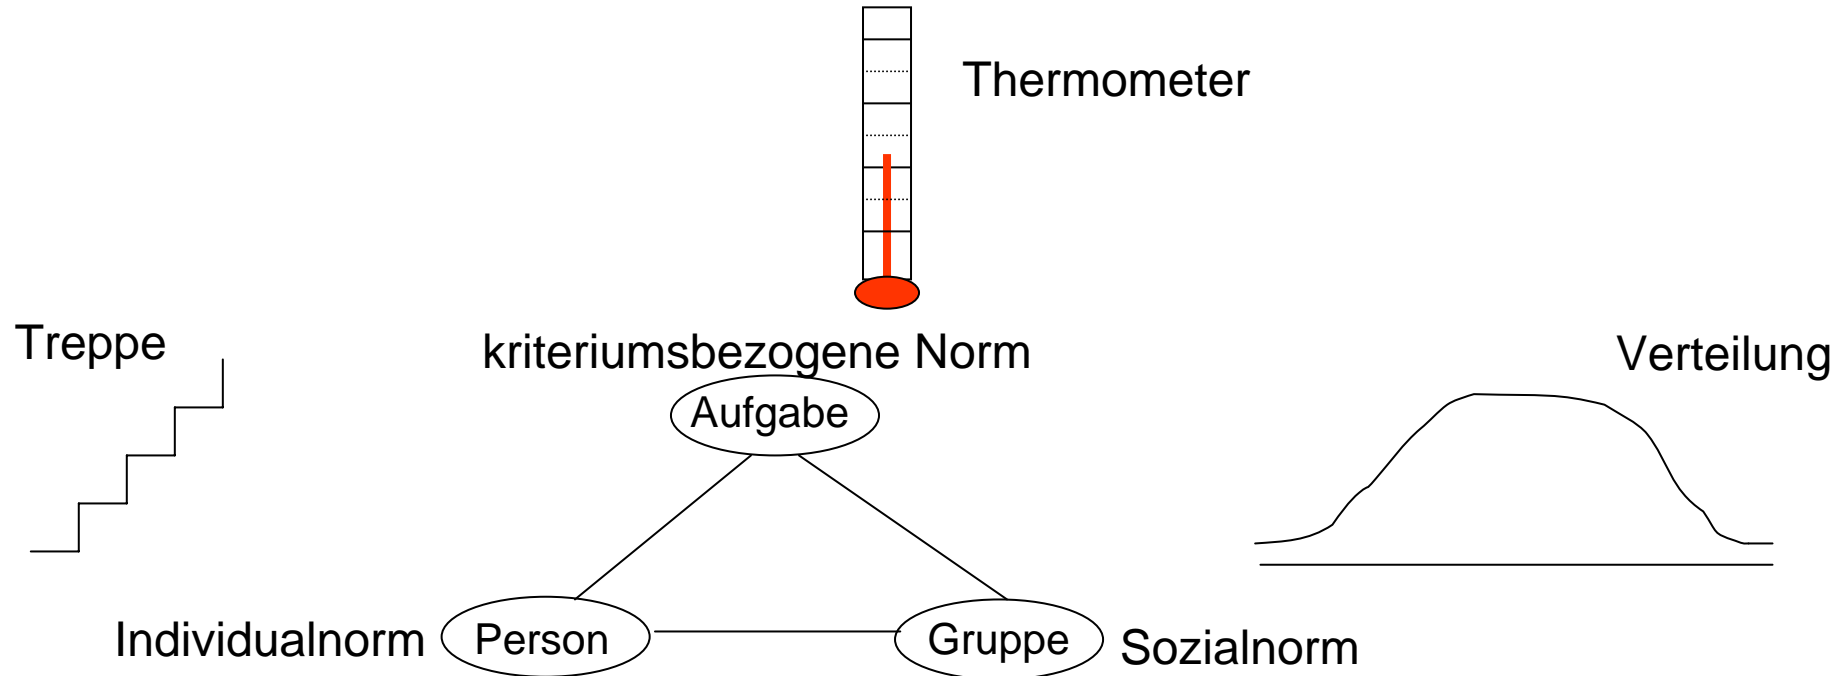 Thermometer
Treppe
kriteriumsbezogene Norm
Verteilung
Aufgabe
Individualnorm
Person
Gruppe
Sozialnorm